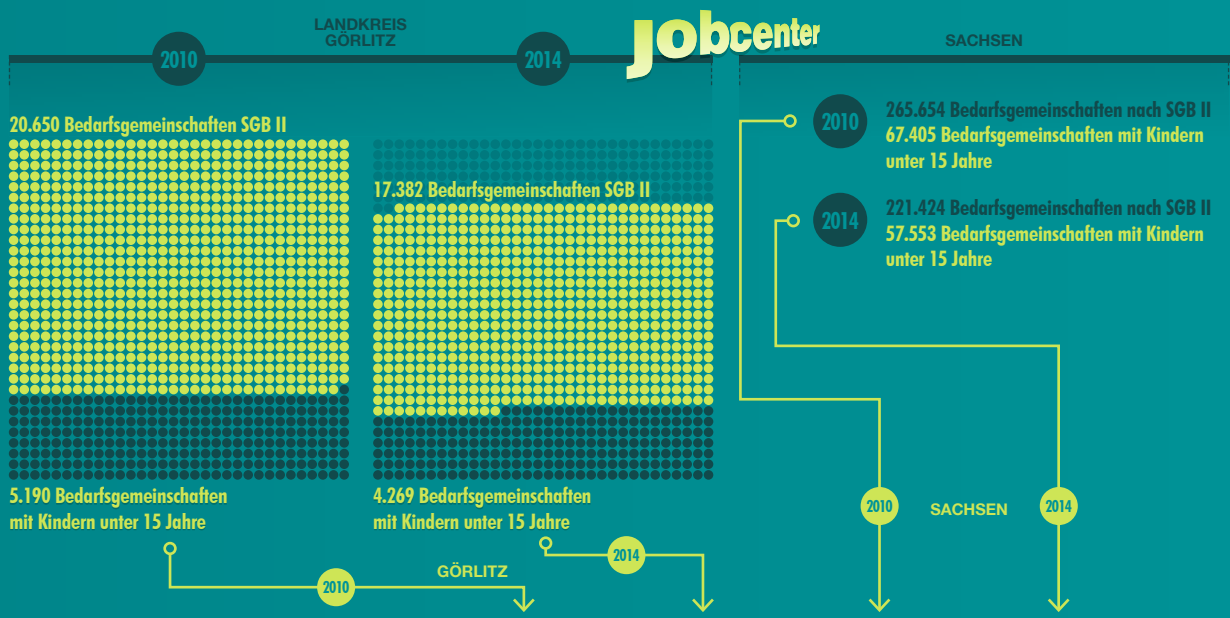 LANDKREIS
GÖRLITZ
2010
2014
jobcenter
SACHSEN
20.650 Bedarfsgemeinschaften SGB II
17.382 Bedarfsgemeinschaften SGB II
5.190 Bedarfsgemeinschaften
mit Kindern unter 15 Jahre
4.269 Bedarfsgemeinschaften
mit Kindern unter 15 Jahre
2010
GÖRLITZ
2014
2010
265.654 Bedarfsgemeinschaften nach SGB II
67.405 Bedarfsgemeinschaften mit Kindern
unter 15 Jahre
2014
221.424 Bedarfsgemeinschaften nach SGB II
57.553 Bedarfsgemeinschaften mit Kindern
unter 15 Jahre
2010
SACHSEN
2014